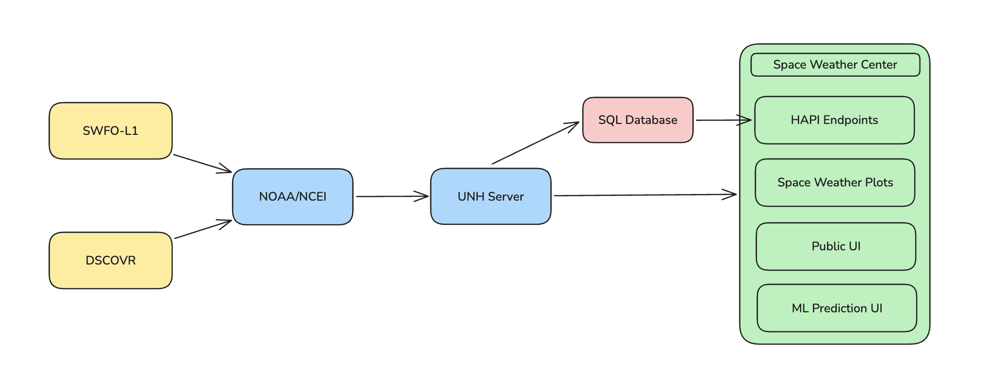 SWFO-L1
DSCOVR
NOAA/NCEI
UNH Server
SQL Database
Space Weather Center
HAPI Endpoints
Space Weather Plots
Public UI
ML Prediction UI